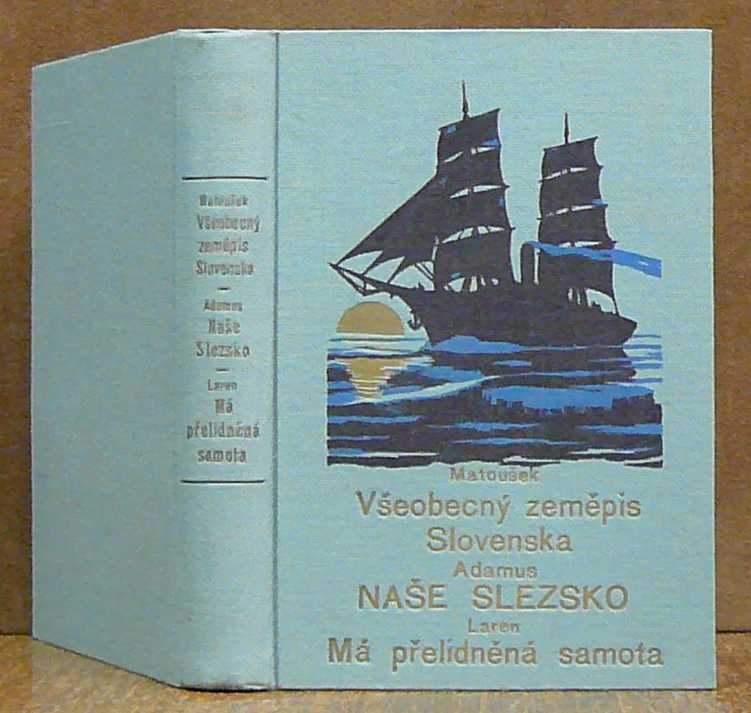 Matoušek
Všeobecný
zeměpis
Slovenska
Adamus
Naše
Slezsko
Laren
Má
přelidněná
samota
Matoušek
Všeobecný zeměpis
Slovenska
Adamus
NAŠE SLEZSKO
Laren
Má přelidněná samota